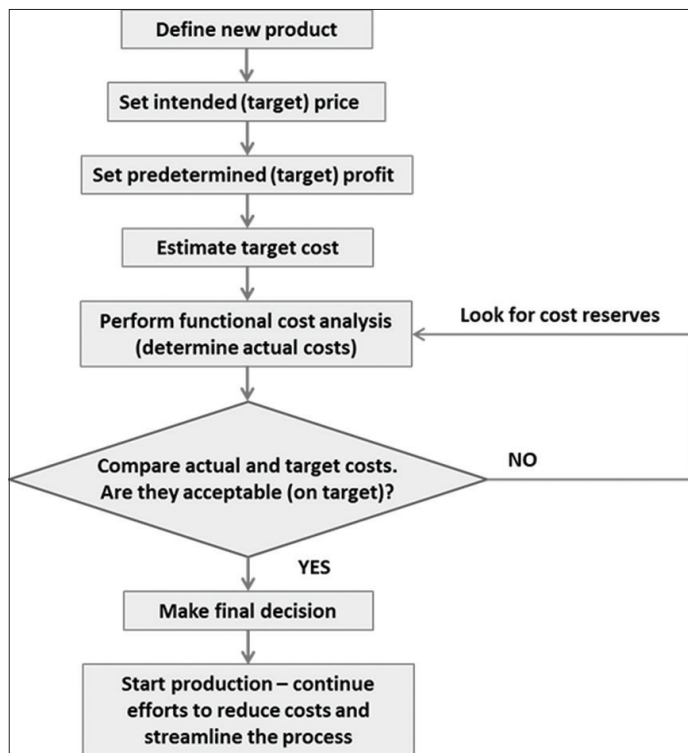 Define new product
Set intended (target) price
Set predetermined (target) profit
Estimate target cost
Perform functional cost analysis
(determine actual costs)
Look for cost reserves
Compare actual and target costs.
Are they acceptable (on target)?
NO
YES
Make final decision
Start production – continue
efforts to reduce costs and
streamline the process